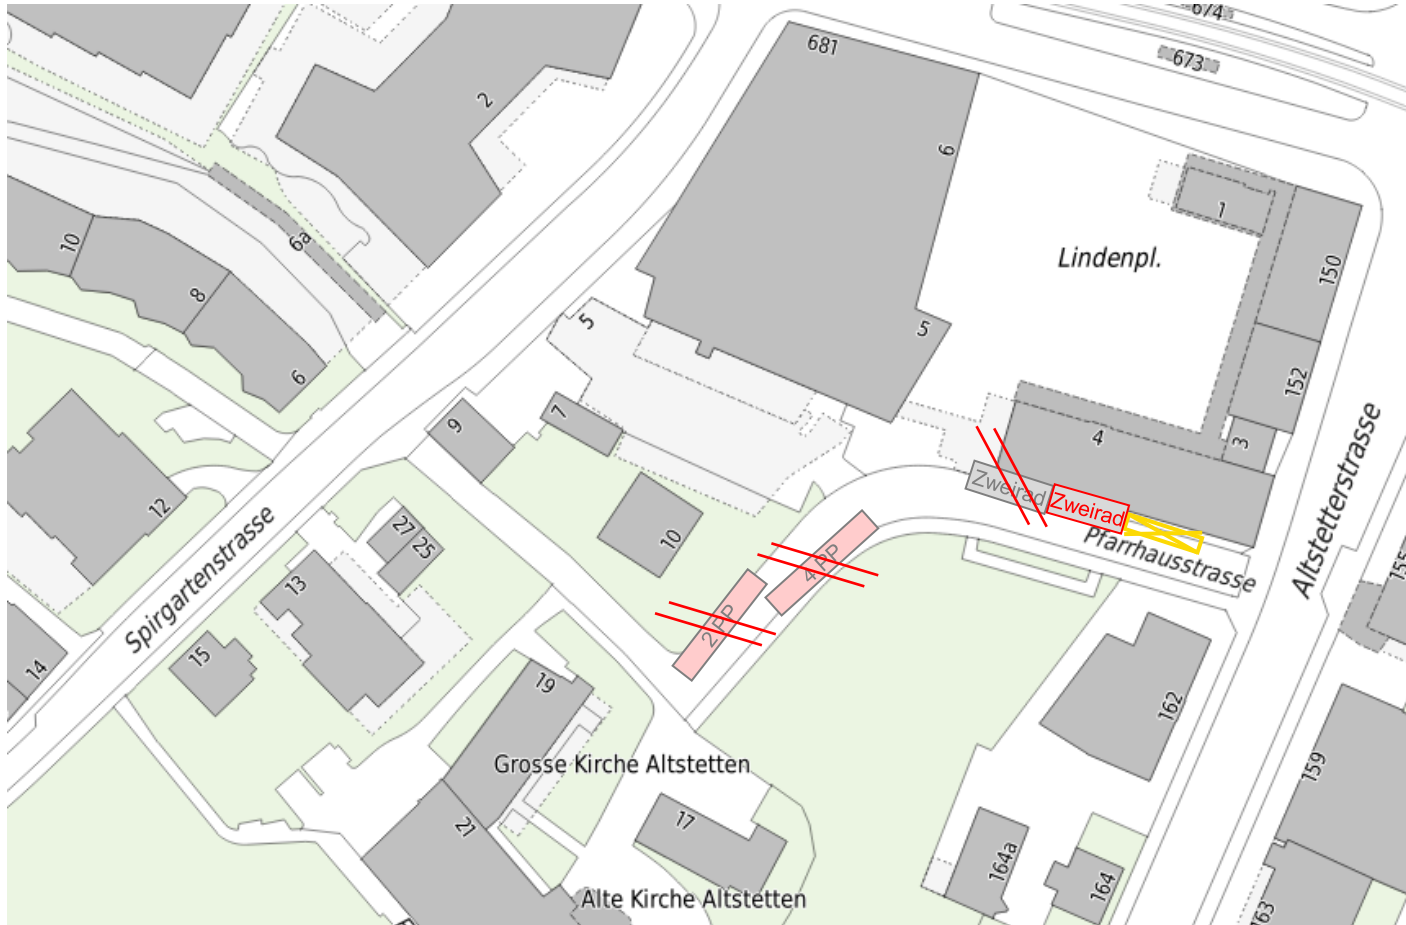 674
681
673
2
6
1
Lindenpl.
150
10
6a
8
5
5
152
6
7
9
4
3
Altstetterstrasse
Zweirad
Zweirad
12
27
25
10
Pfarrhausstrasse
155
Spirgartenstrasse
13
4 PP
2 PP
15
14
19
162
Grosse Kirche Altstetten
159
17
21
164a
164
Alte Kirche Altstetten
163